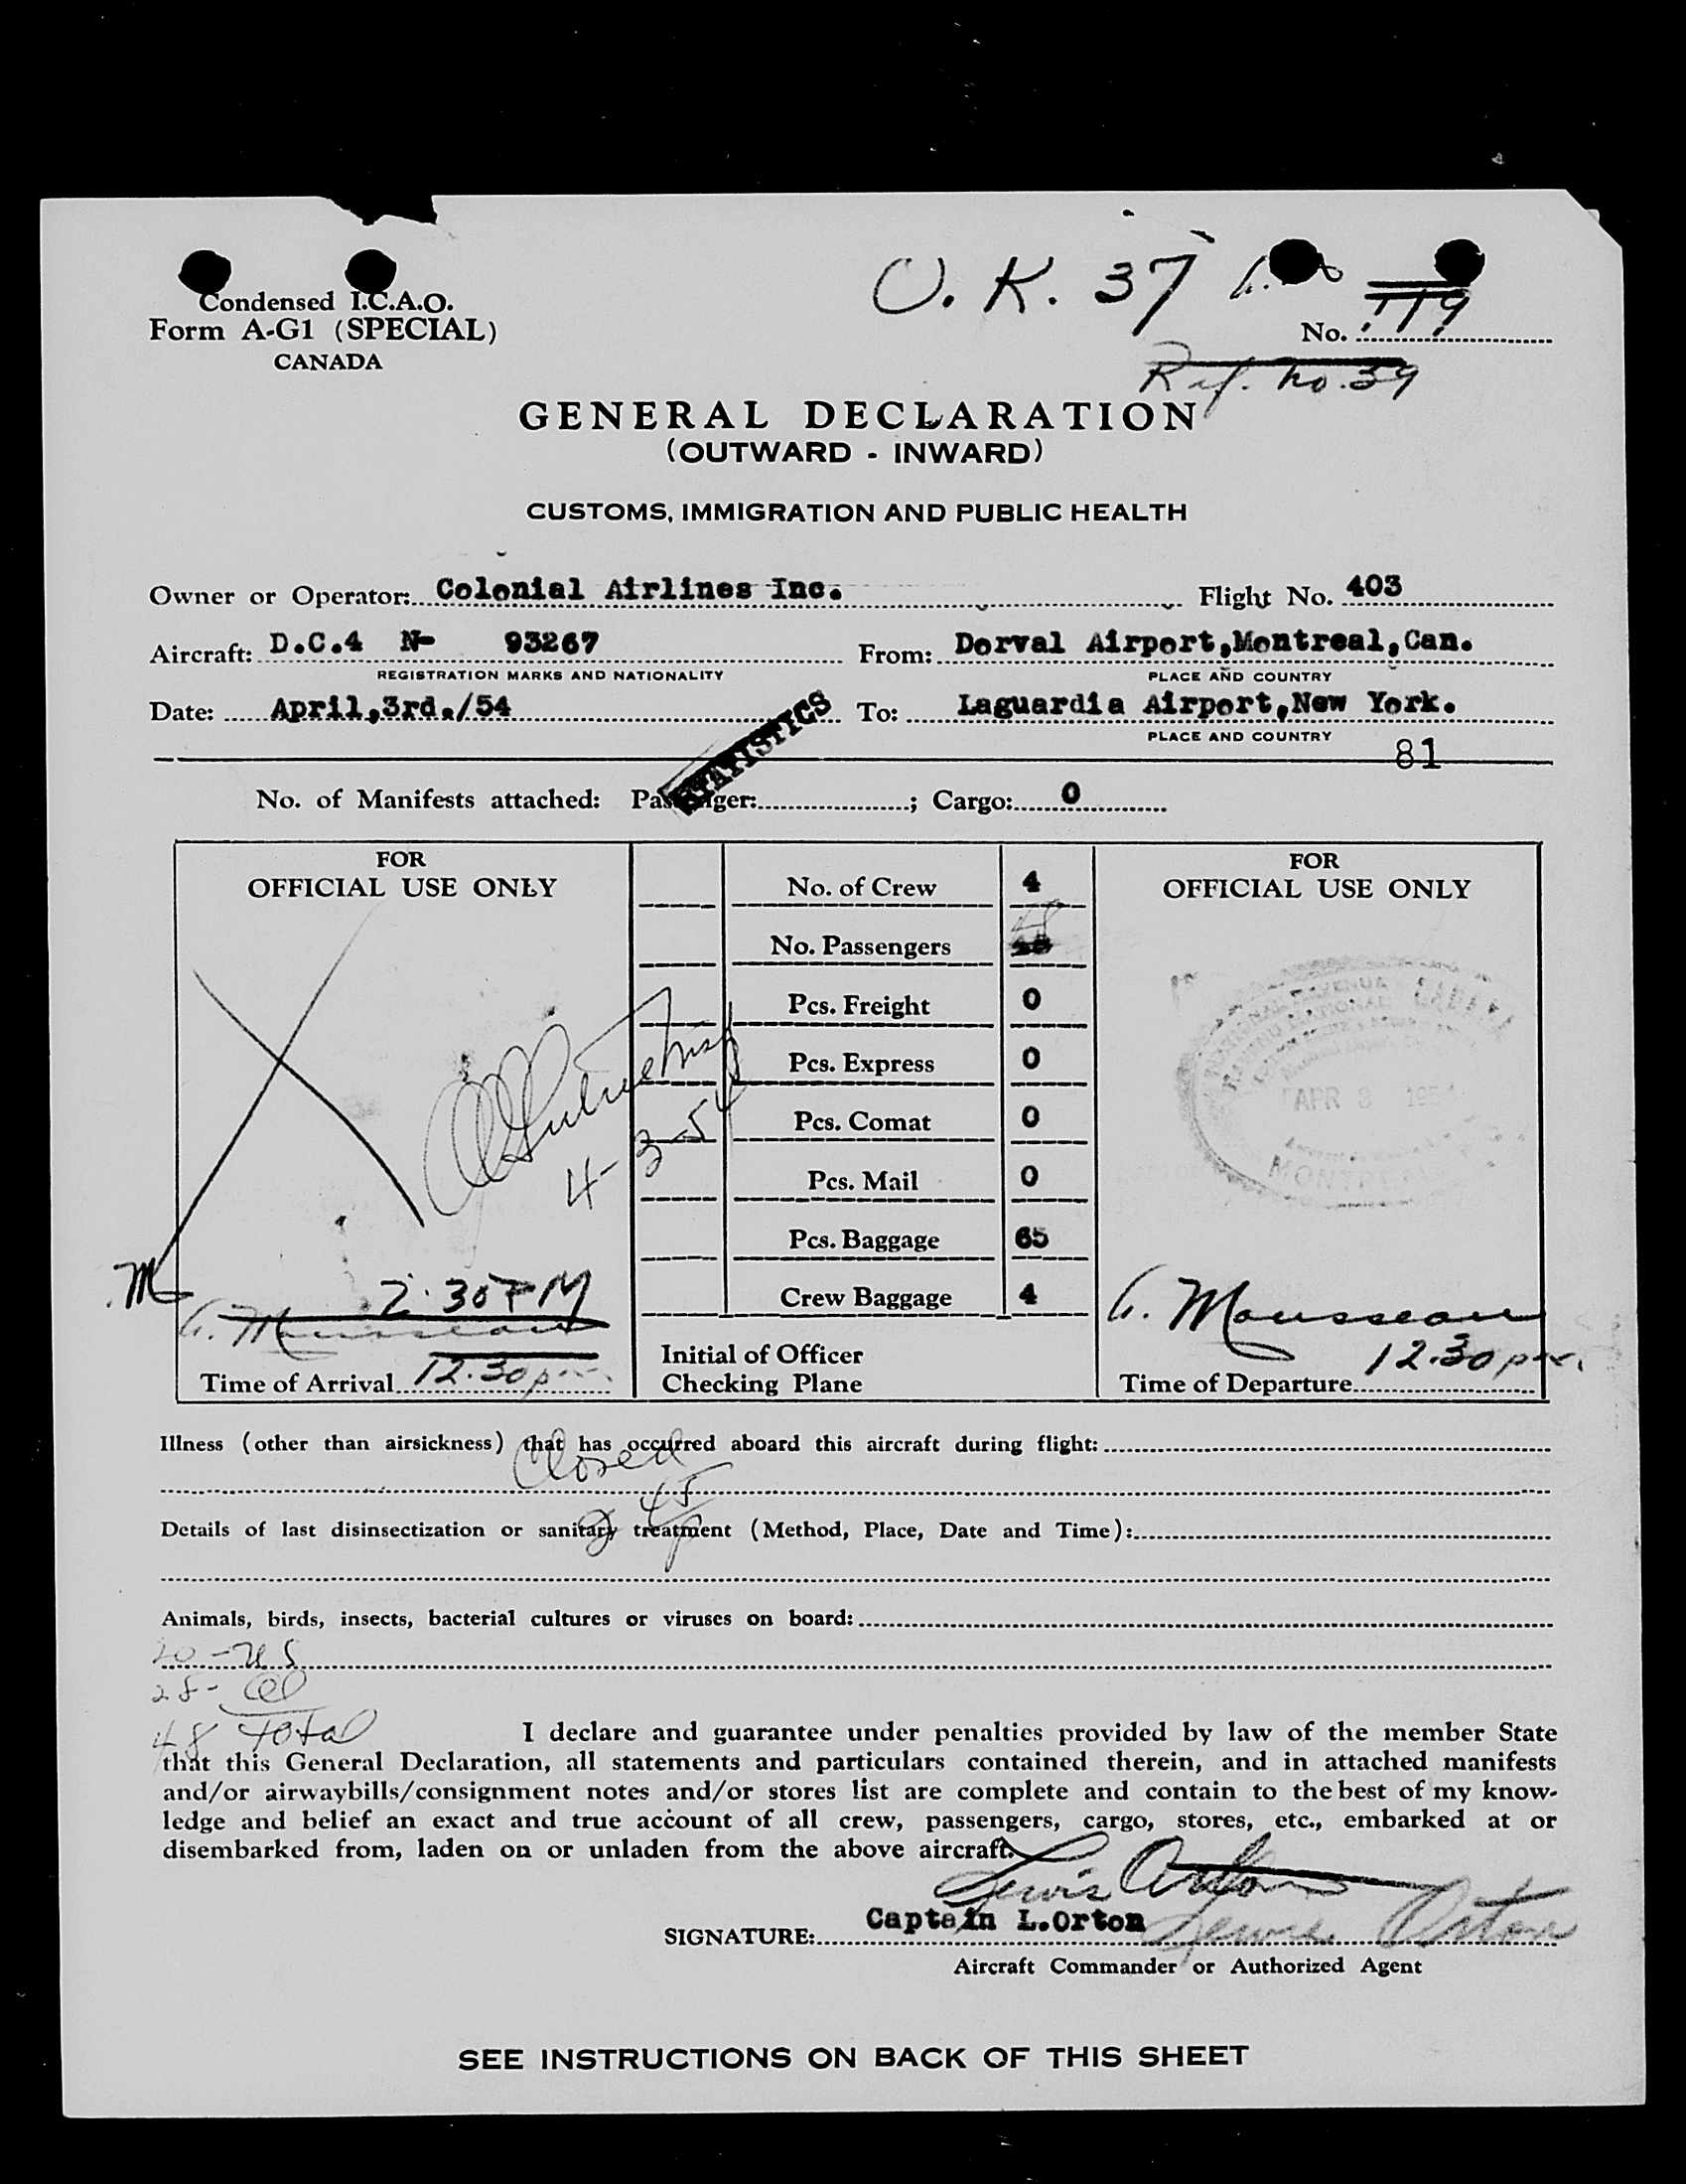 O. K. 37
Condensed I.C.A.O.
Form A-G1 (SPECIAL)
CANADA
No. 119
Ref. no. 39
GENERAL DECLARATION
(OUTWARD - INWARD)
CUSTOMS, IMMIGRATION AND PUBLIC HEALTH
Owner or Operator: Colonial Airlines Inc. Flight No. 403
Aircraft: D.C.4 N- 93267 From: Dorval Airport,Montreal,Can.
REGISTRATION MARKS AND NATIONALITY PLACE AND COUNTRY
Date: April,3rd./54 To: Laguardia Airport,New York.
PLACE AND COUNTRY
STATISTICS
81
No. of Manifests attached: Passenger: ; Cargo: 0
FOR
OFFICIAL USE ONLY
No. of Crew 4
No. Passengers 48
Pcs. Freight 0
Pcs. Express 0
Pcs. Comat 0
Pcs. Mail 0
Pcs. Baggage 65
Crew Baggage 4
Initial of Officer
Checking Plane
4-3-54
M
2.30 PM
Time of Arrival 12.30 pm
FOR
OFFICIAL USE ONLY
CANADA
APR 3 195
MONTRE
Mousseau
12.30 pm.
Time of Departure
Illness (other than airsickness) that has occurred aboard this aircraft during flight:
Closed
Details of last disinsectization or sanitary treatment (Method, Place, Date and Time):
Animals, birds, insects, bacterial cultures or viruses on board:
20 - US
28 -
48 Total
I declare and guarantee under penalties provided by law of the member State
that this General Declaration, all statements and particulars contained therein, and in attached manifests
and/or airwaybills/consignment notes and/or stores list are complete and contain to the best of my know-
ledge and belief an exact and true account of all crew, passengers, cargo, stores, etc., embarked at or
disembarked from, laden on or unladen from the above aircraft.
Lewis Orton
SIGNATURE: Captain L.Orton Lewis Orton
Aircraft Commander or Authorized Agent
SEE INSTRUCTIONS ON BACK OF THIS SHEET